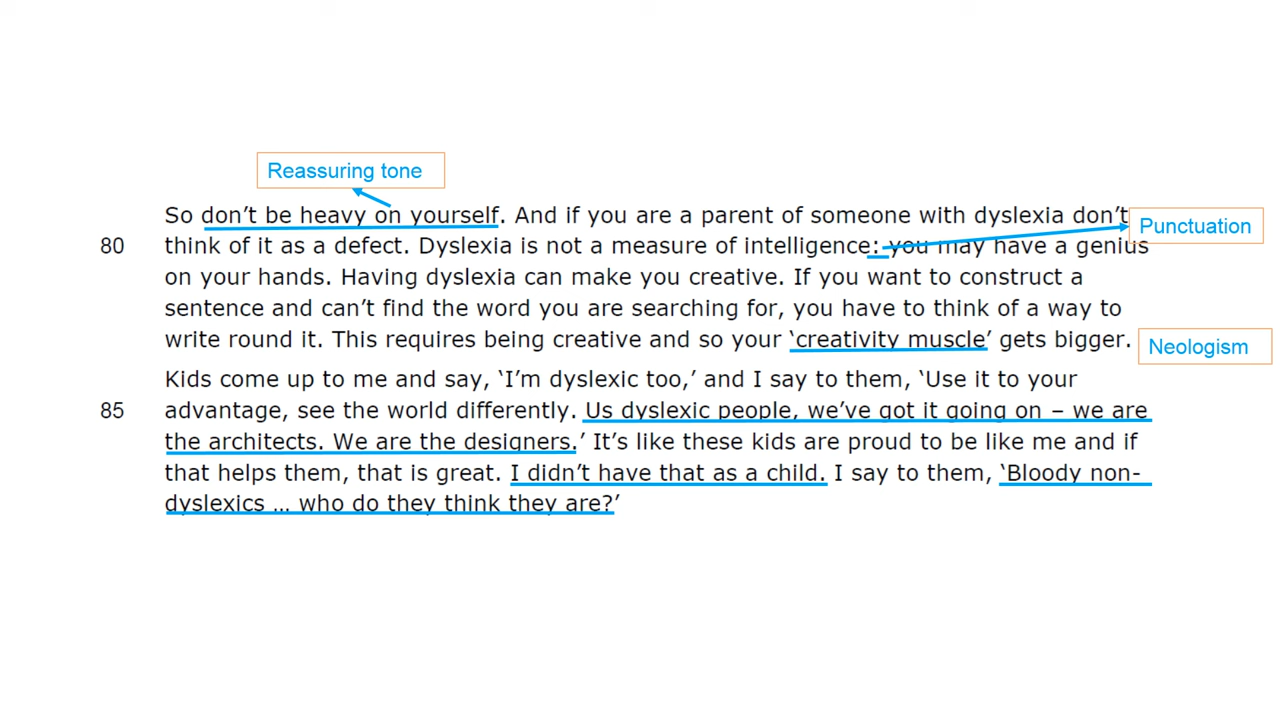 Reassuring tone
So don't be heavy on yourself. And if you are a parent of someone with dyslexia don't
Punctuation
80 think of it as a defect. Dyslexia is not a measure of intelligence: you may have a genius
on your hands. Having dyslexia can make you creative. If you want to construct a
sentence and can't find the word you are searching for, you have to think of a way to
write round it. This requires being creative and so your ‘creativity muscle’ gets bigger.
Neologism
Kids come up to me and say, ‘I'm dyslexic too,’ and I say to them, ‘Use it to your
85 advantage, see the world differently. Us dyslexic people, we've got it going on – we are
the architects. We are the designers.’ It's like these kids are proud to be like me and if
that helps them, that is great. I didn't have that as a child. I say to them, ‘Bloody non-
dyslexics … who do they think they are?’